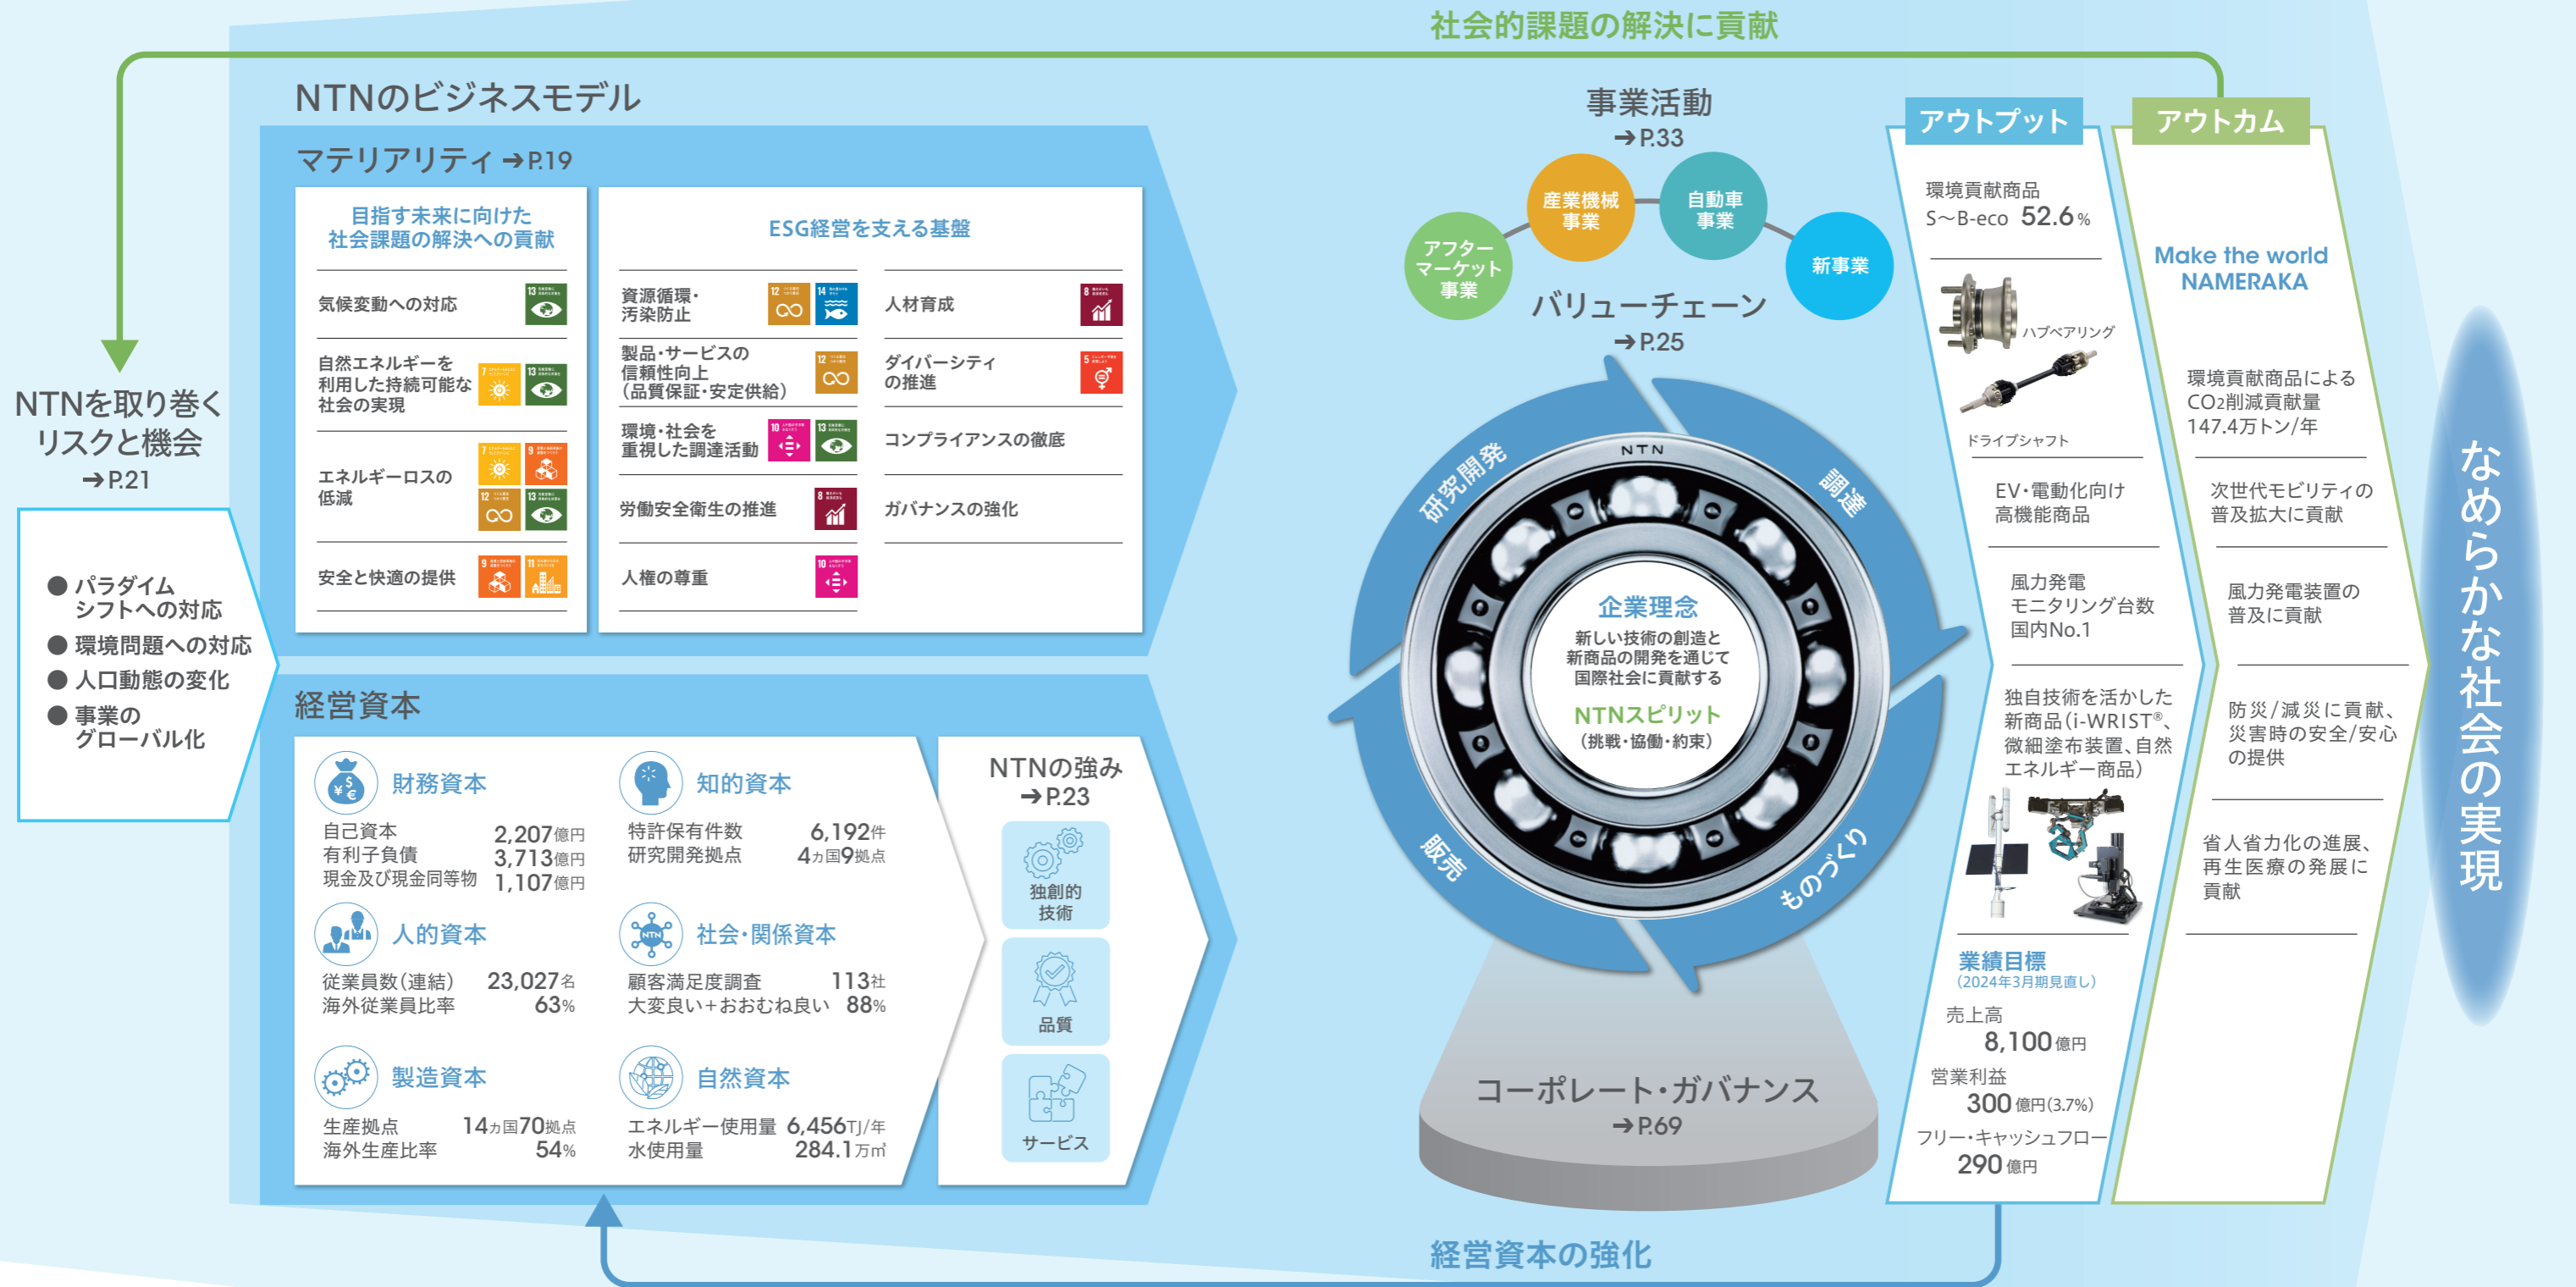 社会的課題の解決に貢献
NTNのビジネスモデル
マテリアリティ ➔ P.19
目指す未来に向けた
社会課題の解決への貢献
気候変動への対応
13
自然エネルギーを
利用した持続可能な
社会の実現
7
13
エネルギーロスの
低減
7
9
12
13
安全と快適の提供
9
11
ESG経営を支える基盤
資源循環・
汚染防止
12
14
製品・サービスの
信頼性向上
(品質保証・安定供給)
12
環境・社会を
重視した調達活動
10
13
労働安全衛生の推進
8
人権の尊重
10
人材育成
8
ダイバーシティ
の推進
5
コンプライアンスの徹底
ガバナンスの強化
NTNを取り巻く
リスクと機会
➔ P.21
● パラダイム
シフトへの対応
● 環境問題への対応
● 人口動態の変化
● 事業の
グローバル化
経営資本
財務資本
自己資本 2,207億円
有利子負債 3,713億円
現金及び現金同等物 1,107億円
知的資本
特許保有件数 6,192件
研究開発拠点 4ヵ国9拠点
人的資本
従業員数(連結) 23,027名
海外従業員比率 63%
NTN
社会・関係資本
顧客満足度調査 113社
大変良い+おおむね良い 88%
製造資本
生産拠点 14ヵ国70拠点
海外生産比率 54%
自然資本
エネルギー使用量 6,456TJ/年
水使用量 284.1万㎥
NTNの強み
➔ P.23
独創的
技術
品質
サービス
事業活動
➔ P.33
アフター
マーケット
事業
産業機械
事業
自動車
事業
新事業
バリューチェーン
➔ P.25
研究開発
調達
ものづくり
販売
NTN
企業理念
新しい技術の創造と
新商品の開発を通じて
国際社会に貢献する
NTNスピリット
(挑戦・協働・約束)
コーポレート・ガバナンス
➔ P.69
アウトプット
環境貢献商品
S〜B-eco 52.6%
ハブベアリング
ドライブシャフト
EV・電動化向け
高機能商品
風力発電
モニタリング台数
国内No.1
独自技術を活かした
新商品(i-WRIST®、
微細塗布装置、自然
エネルギー商品)
業績目標
(2024年3月期見直し)
売上高
8,100億円
営業利益
300億円(3.7%)
フリー・キャッシュフロー
290億円
アウトカム
Make the world
NAMERAKA
環境貢献商品による
CO2削減貢献量
147.4万トン/年
次世代モビリティの
普及拡大に貢献
風力発電装置の
普及に貢献
防災/減災に貢献、
災害時の安全/安心
の提供
省人省力化の進展、
再生医療の発展に
貢献
なめらかな社会の実現
経営資本の強化